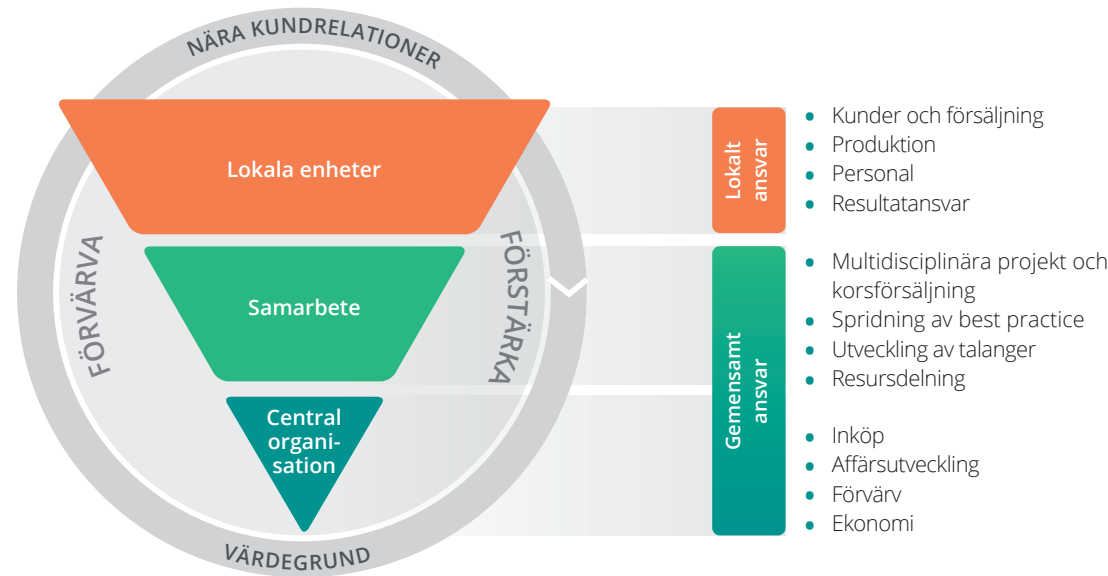 NÄRA KUNDRELATIONER
Lokala enheter
FÖRVÄRVA
FÖRSTÄRKA
Samarbete
Central
organi-
sation
VÄRDEGRUND
Lokalt
ansvar
• Kunder och försäljning
• Produktion
• Personal
• Resultatansvar
Gemensamt
ansvar
• Multidisciplinära projekt och
korsförsäljning
• Spridning av best practice
• Utveckling av talanger
• Resursdelning
• Inköp
• Affärsutveckling
• Förvärv
• Ekonomi